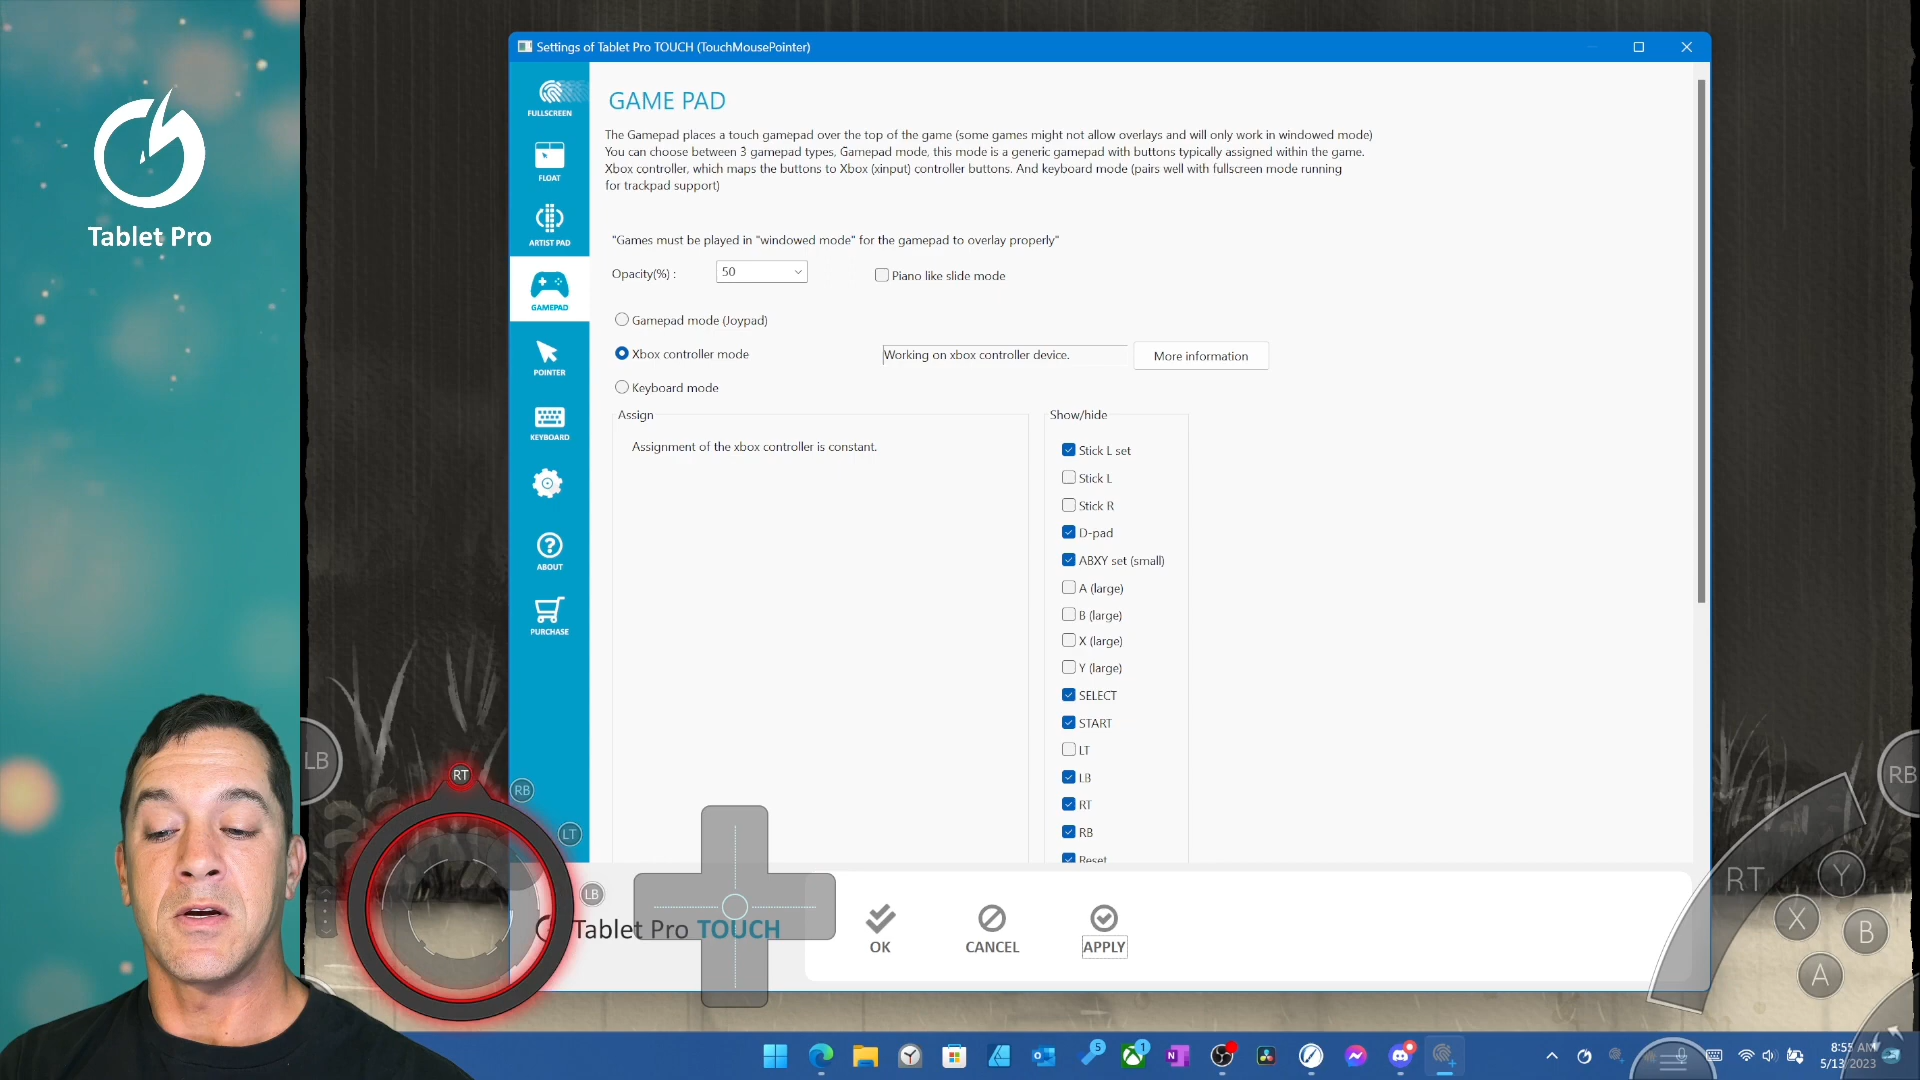 Settings of Tablet Pro TOUCH (TouchMousePointer)
Tablet Pro
FULLSCREEN
FLOAT
ARTIST PAD
GAMEPAD
POINTER
KEYBOARD
ABOUT
PURCHASE
GAME PAD
The Gamepad places a touch gamepad over the top of the game (some games might not allow overlays and will only work in windowed mode)
You can choose between 3 gamepad types, Gamepad mode, this mode is a generic gamepad with buttons typically assigned within the game.
Xbox controller, which maps the buttons to Xbox (xinput) controller buttons. And keyboard mode (pairs well with fullscreen mode running
for trackpad support)
"Games must be played in "windowed mode" for the gamepad to overlay properly"
Opacity(%) :
50
Piano like slide mode
Gamepad mode (Joypad)
Xbox controller mode
Working on xbox controller device.
More information
Keyboard mode
Assign
Assignment of the xbox controller is constant.
Show/hide
Stick L set
Stick L
Stick R
D-pad
ABXY set (small)
A (large)
B (large)
X (large)
Y (large)
SELECT
START
LT
LB
RT
RB
Reset
LB
RT
RB
LT
LB
RB
RT
Y
X
B
A
Tablet Pro TOUCH
OK
CANCEL
APPLY
5
1
8:55 AM
5/13/2023